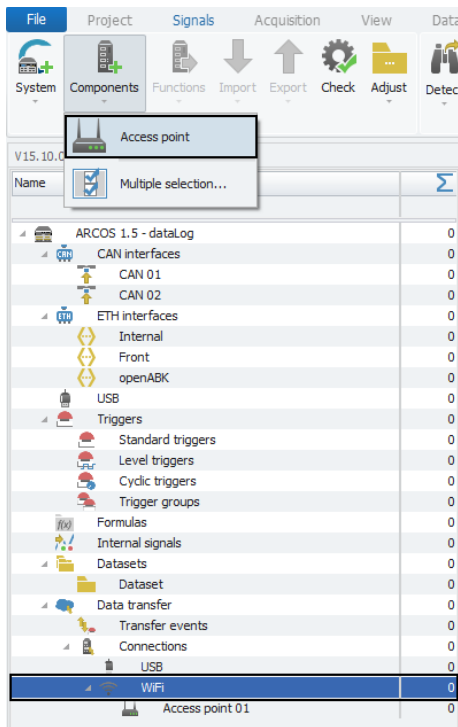 File Project Signals Acquisition View Data
System Components Functions Import Export Check Adjust Detec
Access point
V15.10.0
Multiple selection...
Name Σ
ARCOS 1.5 - dataLog 0
CAN CAN interfaces 0
CAN 01 0
CAN 02 0
ETH ETH interfaces 0
Internal 0
Front 0
openABK 0
USB 0
Triggers 0
Standard triggers 0
Level triggers 0
Cyclic triggers 0
Trigger groups 0
f(x) Formulas 0
Internal signals 0
Datasets 0
Dataset 0
Data transfer 0
Transfer events 0
Connections 0
USB 0
WiFi 0
Access point 01 0